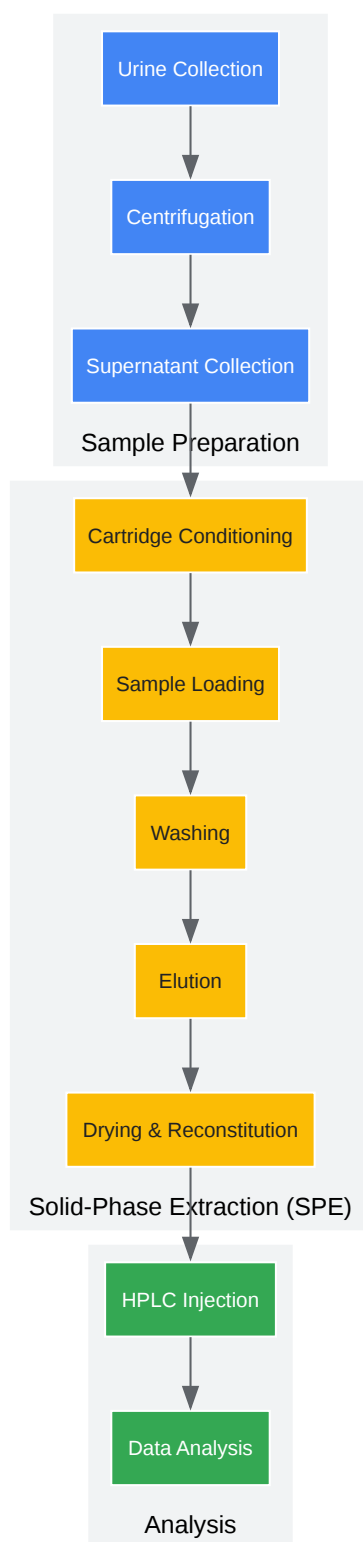 Urine Collection
Centrifugation
Supernatant Collection
Sample Preparation
Cartridge Conditioning
Sample Loading
Washing
Elution
Drying & Reconstitution
Solid-Phase Extraction (SPE)
HPLC Injection
Data Analysis
Analysis